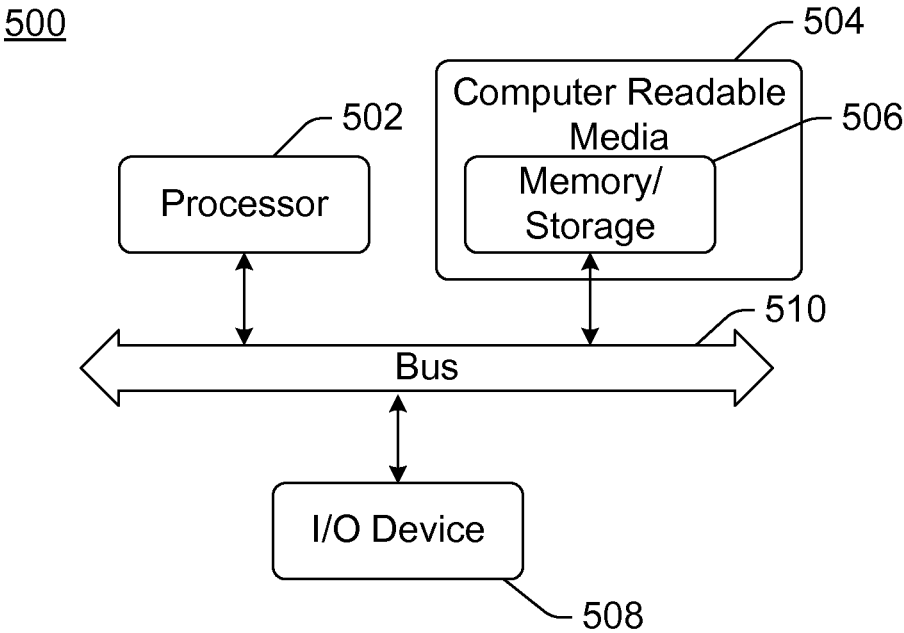 500
504
Computer Readable
Media
502
506
Processor
Memory/
Storage
510
Bus
I/O Device
508